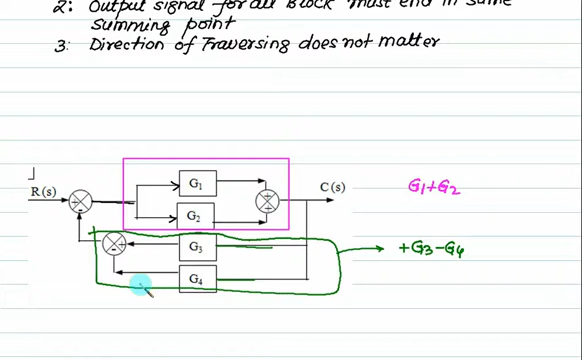 2: Output signal for all Block must end in same
summing point
3: Direction of Traversing does not matter
R(s)
+
-
G₁
G₂
+
+
C(s)
G₁+G₂
+
-
G₃
G₄
+G₃-G₄